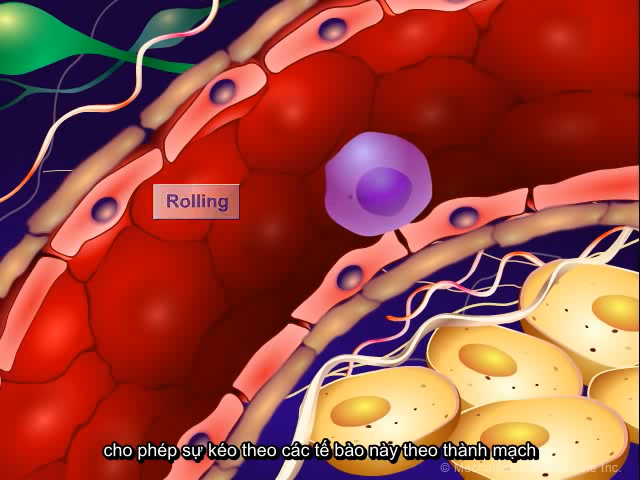 Rolling
cho phép sự kéo theo các tế bào này theo thành mạch